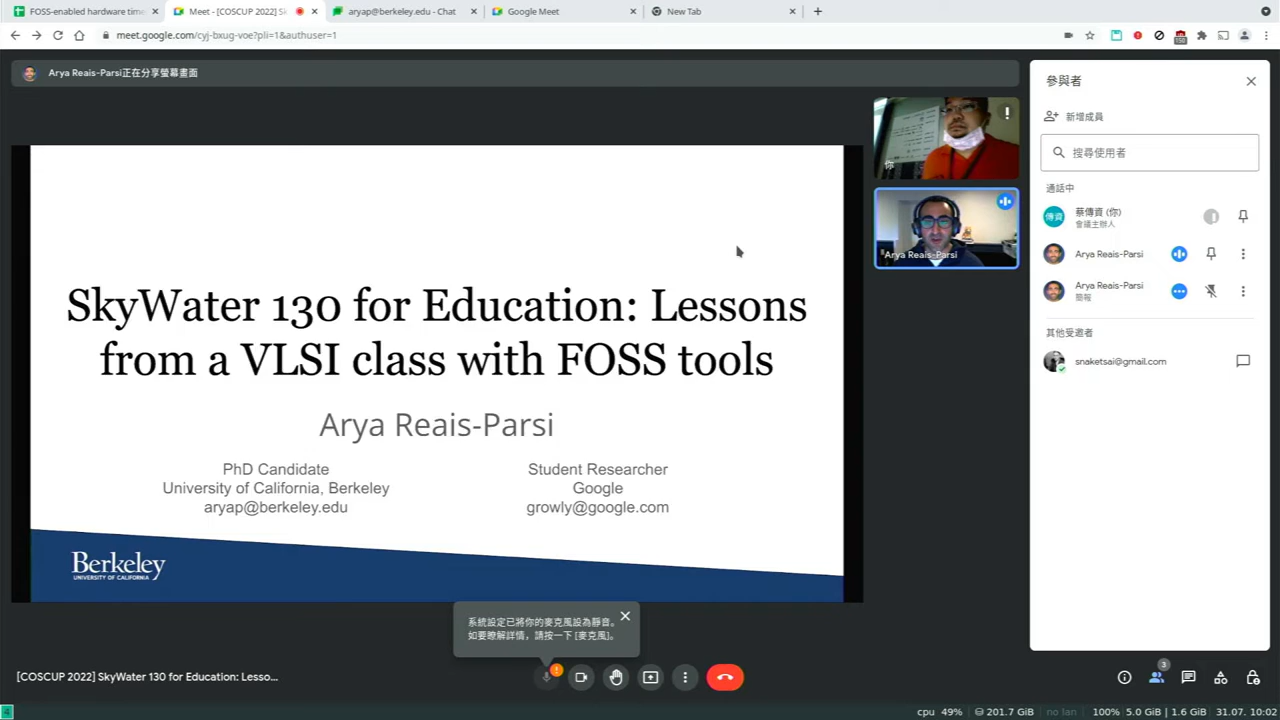 FOSS-enabled hardware time
Meet - [COSCUP 2022] Sk
aryap@berkeley.edu - Chat
Google Meet
New Tab
meet.google.com/cyj-bxug-voe?pli=1&authuser=1
Arya Reais-Parsi正在分享螢幕畫面
SkyWater 130 for Education: Lessons
from a VLSI class with FOSS tools
Arya Reais-Parsi
PhD Candidate
University of California, Berkeley
aryap@berkeley.edu
Student Researcher
Google
growly@google.com
Berkeley
UNIVERSITY OF CALIFORNIA
你
Arya Reais-Parsi
參與者
新增成員
搜尋使用者
通話中
傳資
蔡傳資 (你)
會議主辦人
Arya Reais-Parsi
Arya Reais-Parsi
簡報
其他受邀者
snaketsai@gmail.com
系統設定已將你的麥克風設為靜音。
如要瞭解詳情，請按一下 [麥克風]。
[COSCUP 2022] SkyWater 130 for Education: Lesso...
3
4
cpu 49% 201.7 GiB no lan 100% 5.0 GiB | 1.6 GiB 31.07. 10:02